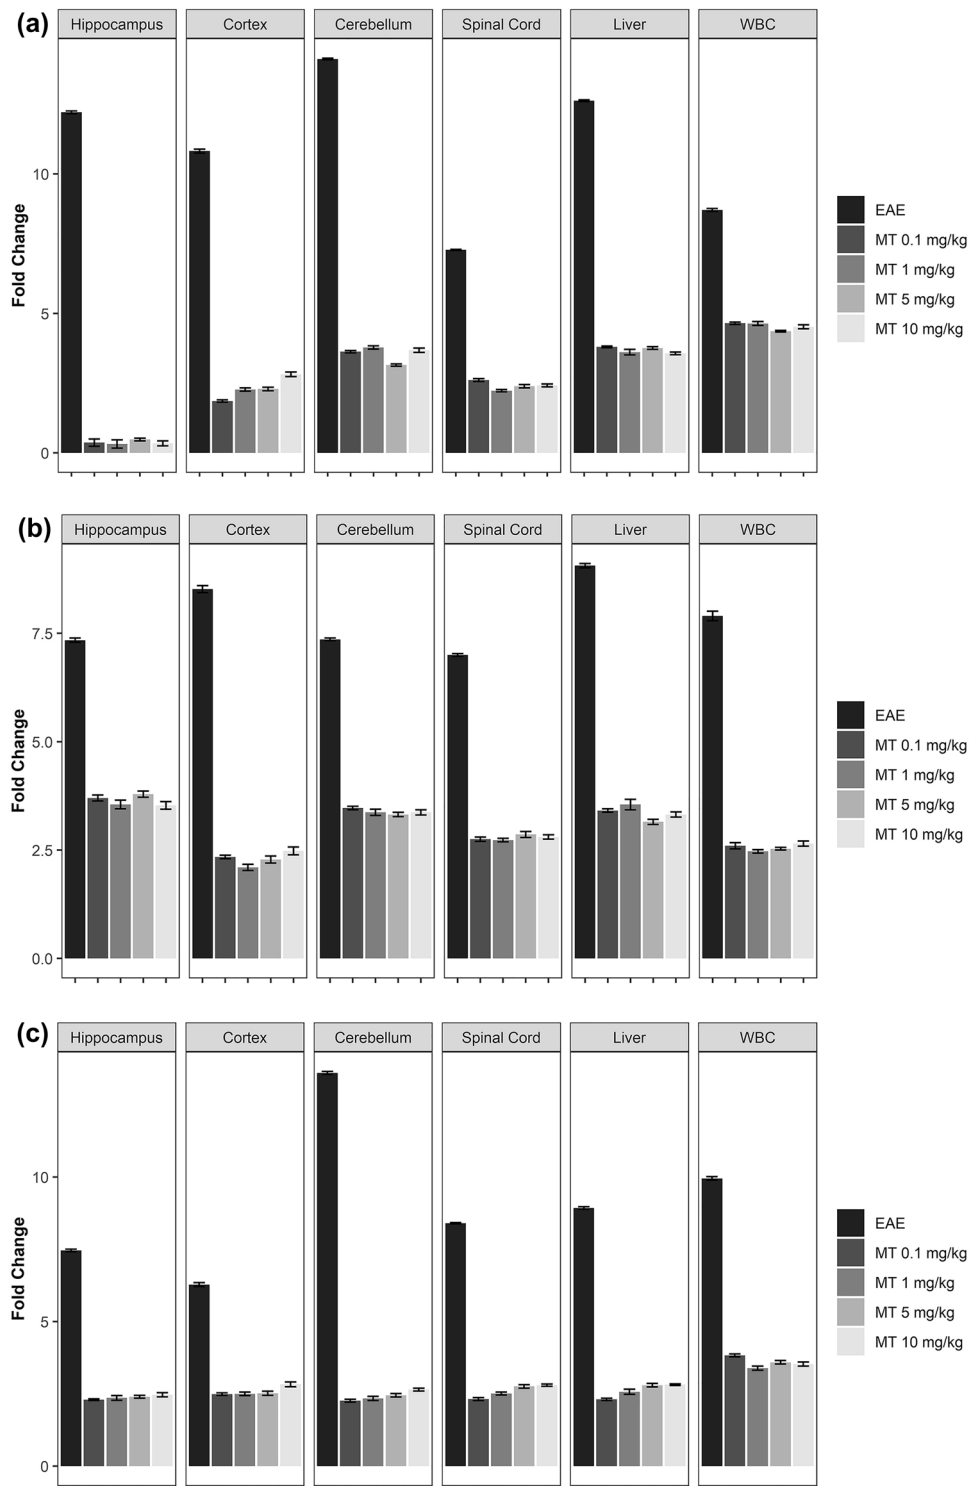 (a)
Hippocampus Cortex Cerebellum Spinal Cord Liver WBC
Fold Change
10
5
0
EAE
MT 0.1 mg/kg
MT 1 mg/kg
MT 5 mg/kg
MT 10 mg/kg
(b)
Hippocampus Cortex Cerebellum Spinal Cord Liver WBC
Fold Change
7.5
5.0
2.5
0.0
EAE
MT 0.1 mg/kg
MT 1 mg/kg
MT 5 mg/kg
MT 10 mg/kg
(c)
Hippocampus Cortex Cerebellum Spinal Cord Liver WBC
Fold Change
10
5
0
EAE
MT 0.1 mg/kg
MT 1 mg/kg
MT 5 mg/kg
MT 10 mg/kg